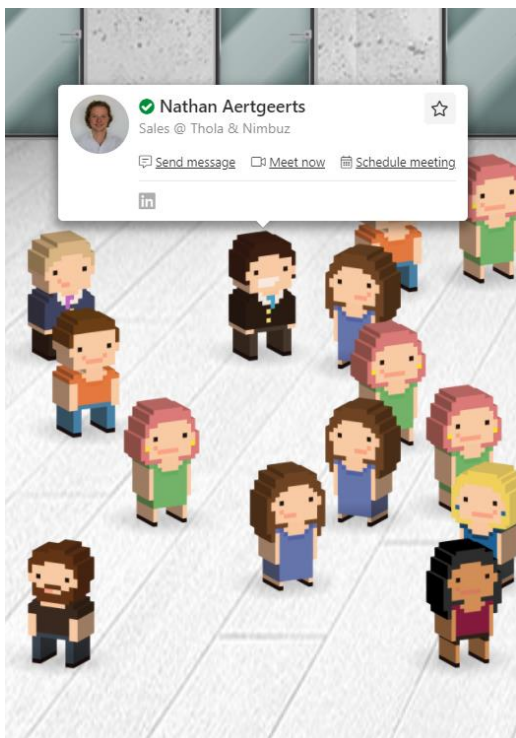 Nathan Aertgeerts
Sales @ Thola & Nimbuz
Send message Meet now Schedule meeting
in